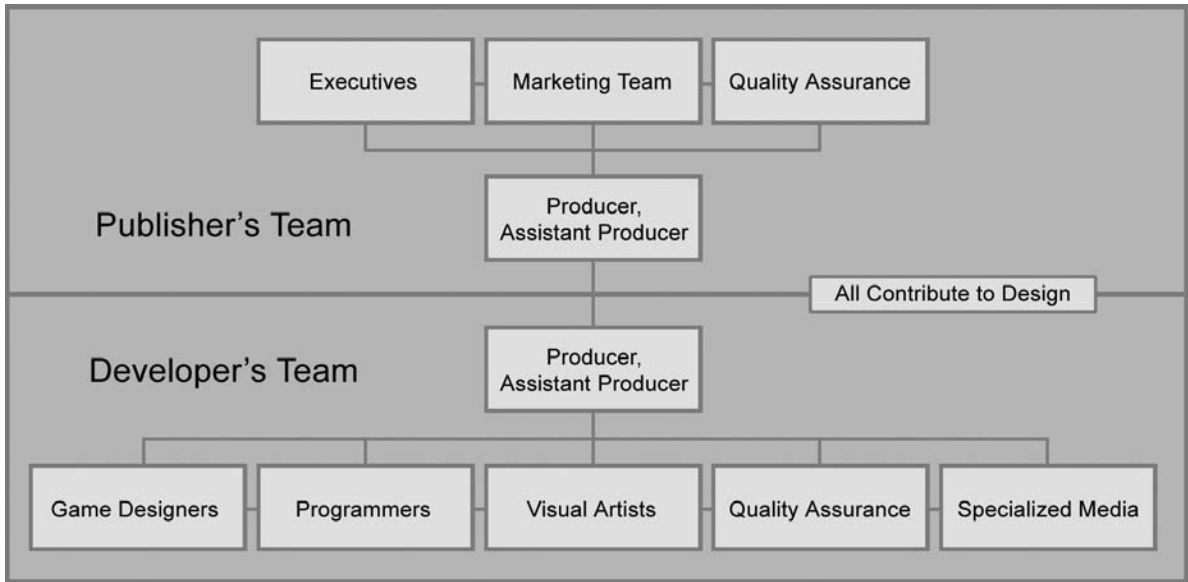 Executives
Marketing Team
Quality Assurance
Producer,
Assistant Producer
Publisher’s Team
All Contribute to Design
Producer,
Assistant Producer
Developer’s Team
Game Designers
Programmers
Visual Artists
Quality Assurance
Specialized Media